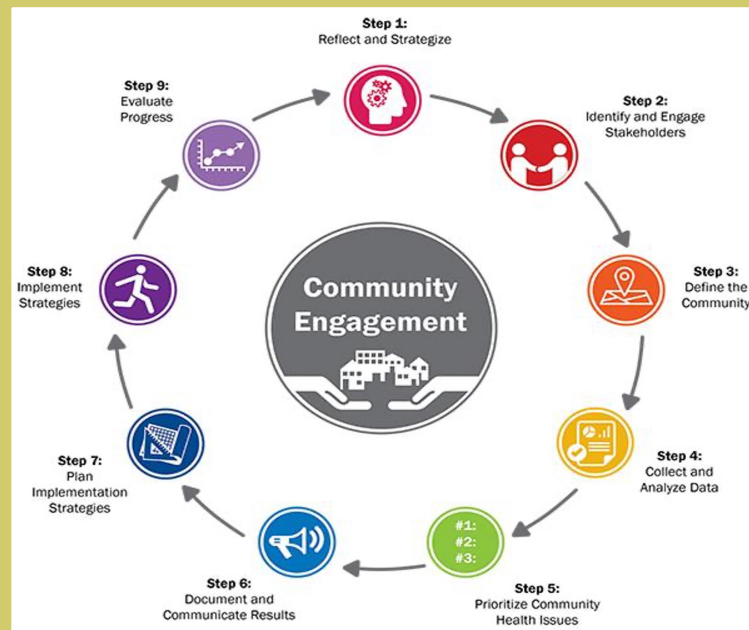 Step 1:
Reflect and Strategize
Step 2:
Identify and Engage
Stakeholders
Step 3:
Define the
Community
Step 4:
Collect and
Analyze Data
Step 5:
Prioritize Community
Health Issues
#1:
#2:
#3:
Step 6:
Document and
Communicate Results
Step 7:
Plan
Implementation
Strategies
Step 8:
Implement
Strategies
Step 9:
Evaluate
Progress
Community
Engagement